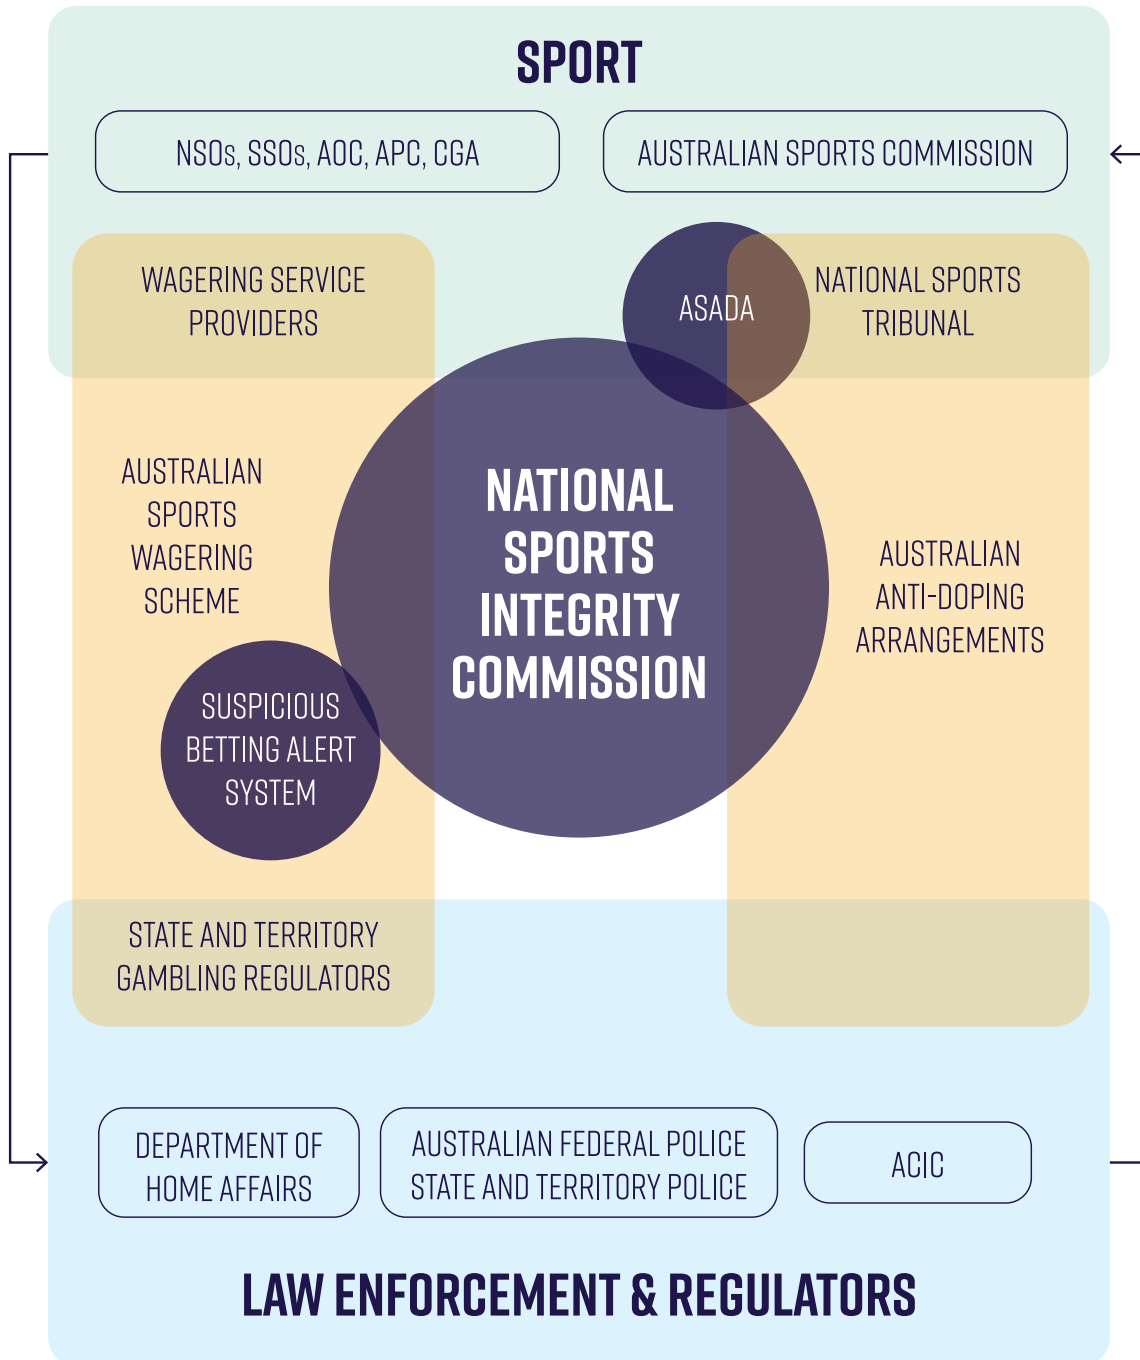 SPORT
NSOs, SSOs, AOC, APC, CGA
AUSTRALIAN SPORTS COMMISSION
WAGERING SERVICE
PROVIDERS
ASADA
NATIONAL SPORTS
TRIBUNAL
AUSTRALIAN
SPORTS
WAGERING
SCHEME
NATIONAL
SPORTS
INTEGRITY
COMMISSION
AUSTRALIAN
ANTI-DOPING
ARRANGEMENTS
SUSPICIOUS
BETTING ALERT
SYSTEM
STATE AND TERRITORY
GAMBLING REGULATORS
DEPARTMENT OF
HOME AFFAIRS
AUSTRALIAN FEDERAL POLICE
STATE AND TERRITORY POLICE
ACIC
LAW ENFORCEMENT & REGULATORS